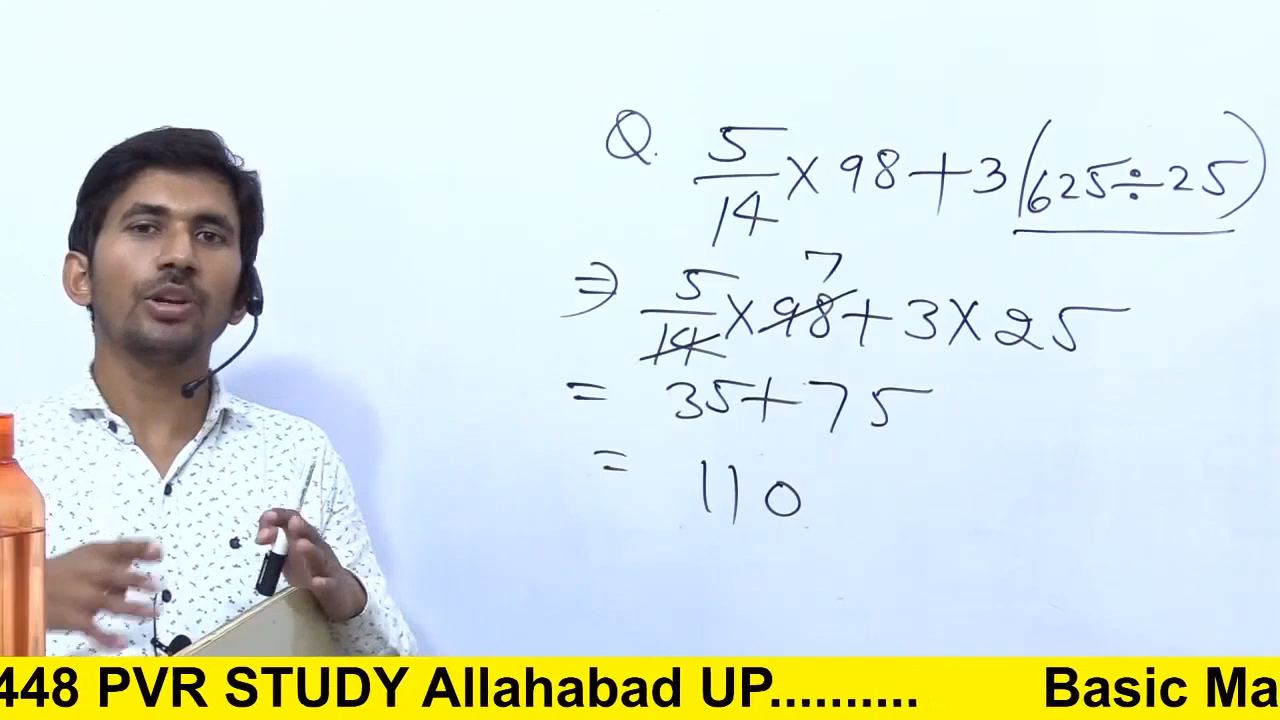 Q. 5/14 × 98 + 3 (625 ÷ 25)
⇒ 5/14 × 98 7 + 3 × 25
= 35 + 75
= 110
448 PVR STUDY Allahabad UP.......... Basic Ma